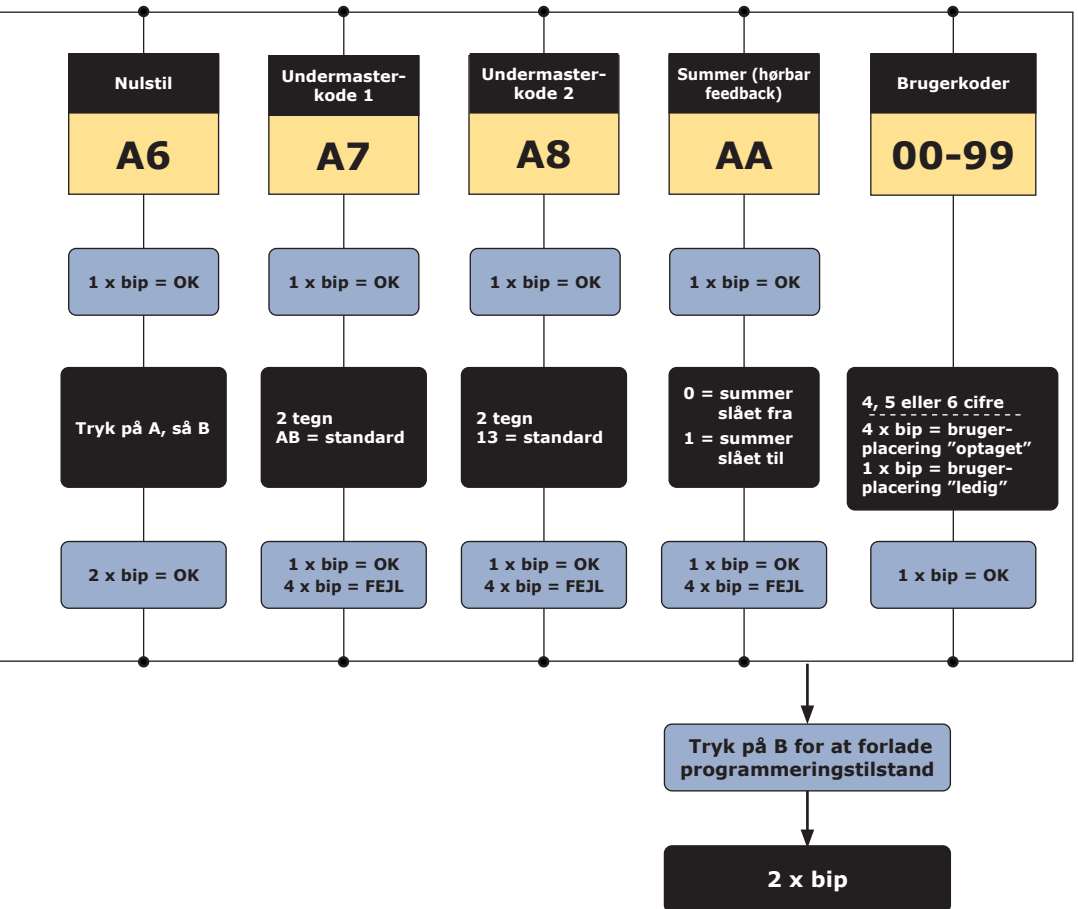 Nulstil
A6
1 x bip = OK
Tryk på A, så B
2 x bip = OK
Undermaster-
kode 1
A7
1 x bip = OK
2 tegn
AB = standard
1 x bip = OK
4 x bip = FEJL
Undermaster-
kode 2
A8
1 x bip = OK
2 tegn
13 = standard
1 x bip = OK
4 x bip = FEJL
Summer (hørbar
feedback)
AA
1 x bip = OK
0 = summer
slået fra
1 = summer
slået til
1 x bip = OK
4 x bip = FEJL
Brugerkoder
00-99
4, 5 eller 6 cifre
4 x bip = bruger-
placering ”optaget”
1 x bip = bruger-
placering ”ledig”
1 x bip = OK
Tryk på B for at forlade
programmeringstilstand
2 x bip